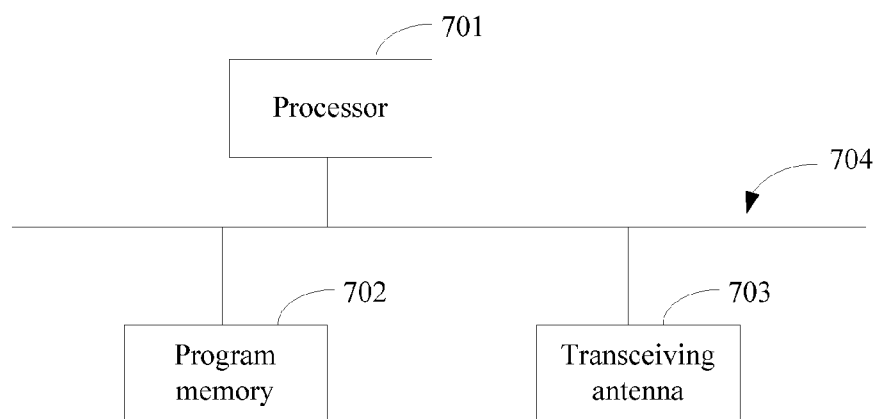 701
Processor
704
702
703
Program
memory
Transceiving
antenna